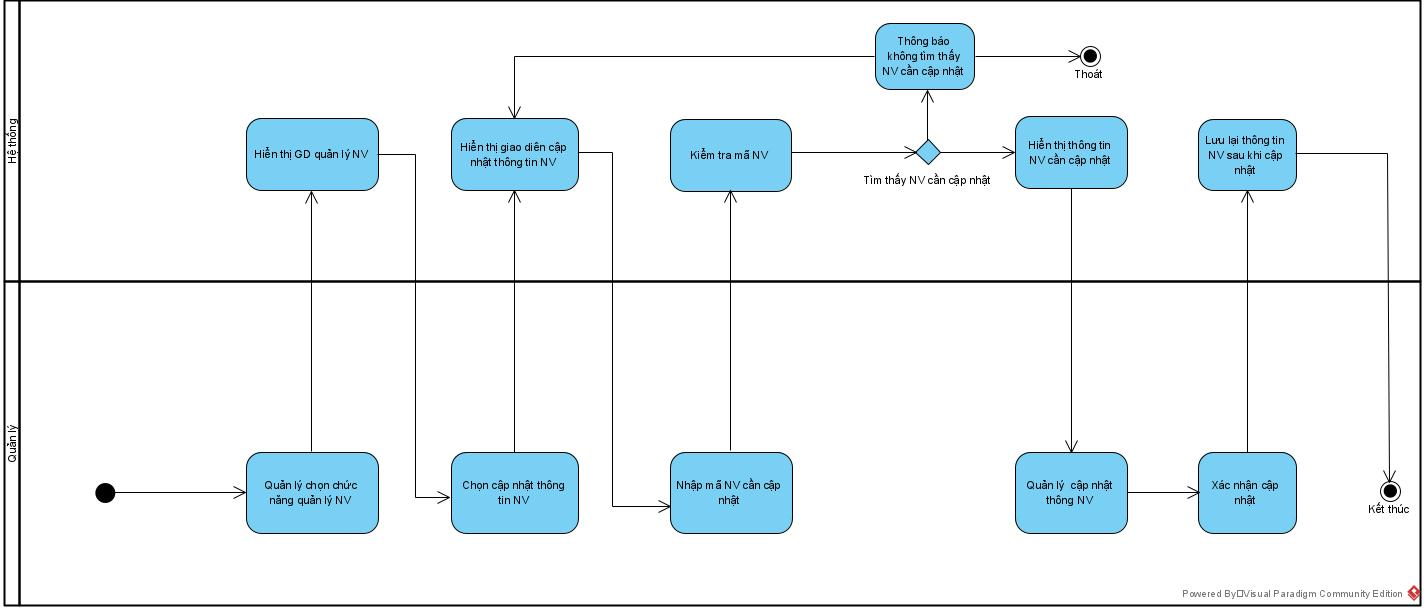 Hệ thống
Thông báo
không tìm thấy
NV cần cập nhật
Thoát
Hiển thị GD quản lý NV
Hiển thị giao diên cập
nhật thông tin NV
Kiểm tra mã NV
Tìm thấy NV cần cập nhật
Hiển thị thông tin
NV cần cập nhật
Lưu lại thông tin
NV sau khi cập
nhật
Quản lý
Quản lý chọn chức
năng quản lý NV
Chọn cập nhật thông
tin NV
Nhập mã NV cần cập
nhật
Quản lý  cập nhật
thông NV
Xác nhận cập
nhật
Kết thúc
Powered By□Visual Paradigm Community Edition